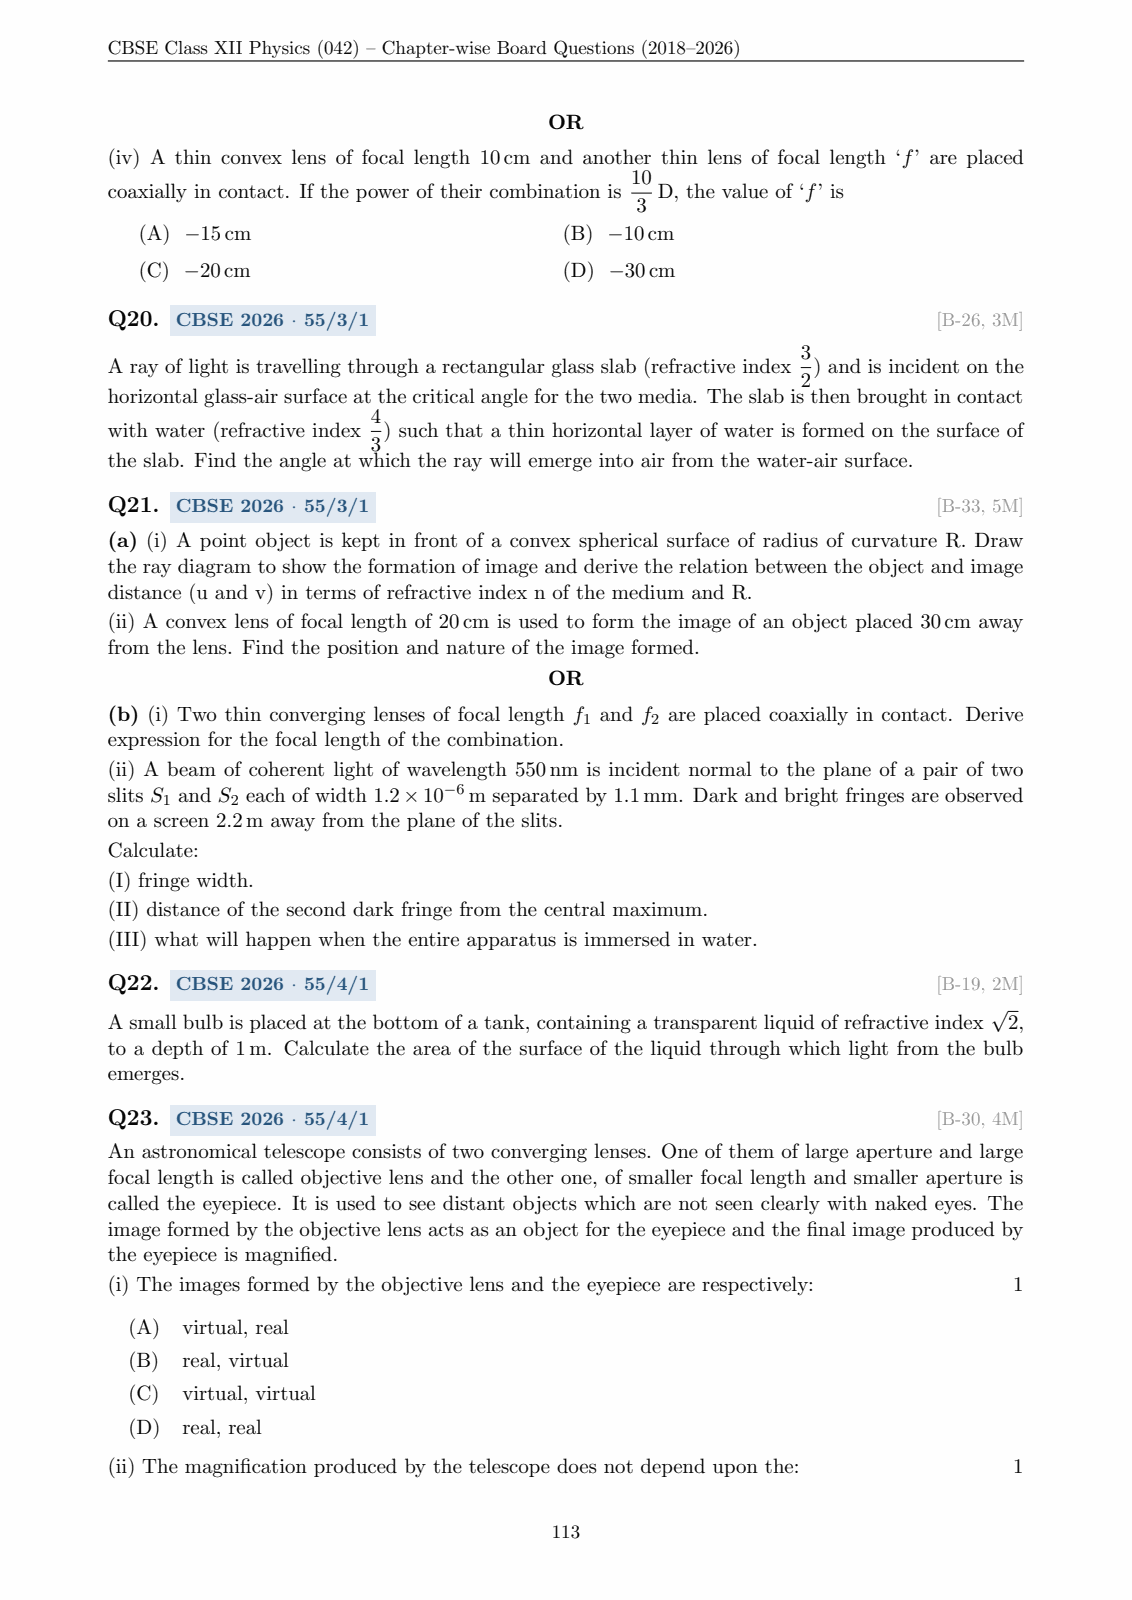 CBSE Class XII Physics (042) – Chapter-wise Board Questions (2018–2026)
OR
(iv) A thin convex lens of focal length 10 cm and another thin lens of focal length ‘f’ are placed
coaxially in contact. If the power of their combination is 10/3 D, the value of ‘f’ is
(A) −15 cm (B) −10 cm
(C) −20 cm (D) −30 cm
Q20. CBSE 2026 · 55/3/1 [B-26, 3M]
A ray of light is travelling through a rectangular glass slab (refractive index 3/2) and is incident on the
horizontal glass-air surface at the critical angle for the two media. The slab is then brought in contact
with water (refractive index 4/3) such that a thin horizontal layer of water is formed on the surface of
the slab. Find the angle at which the ray will emerge into air from the water-air surface.
Q21. CBSE 2026 · 55/3/1 [B-33, 5M]
(a) (i) A point object is kept in front of a convex spherical surface of radius of curvature R. Draw
the ray diagram to show the formation of image and derive the relation between the object and image
distance (u and v) in terms of refractive index n of the medium and R.
(ii) A convex lens of focal length of 20 cm is used to form the image of an object placed 30 cm away
from the lens. Find the position and nature of the image formed.
OR
(b) (i) Two thin converging lenses of focal length f₁ and f₂ are placed coaxially in contact. Derive
expression for the focal length of the combination.
(ii) A beam of coherent light of wavelength 550 nm is incident normal to the plane of a pair of two
slits S₁ and S₂ each of width 1.2 × 10⁻⁶ m separated by 1.1 mm. Dark and bright fringes are observed
on a screen 2.2 m away from the plane of the slits.
Calculate:
(I) fringe width.
(II) distance of the second dark fringe from the central maximum.
(III) what will happen when the entire apparatus is immersed in water.
Q22. CBSE 2026 · 55/4/1 [B-19, 2M]
A small bulb is placed at the bottom of a tank, containing a transparent liquid of refractive index √2,
to a depth of 1 m. Calculate the area of the surface of the liquid through which light from the bulb
emerges.
Q23. CBSE 2026 · 55/4/1 [B-30, 4M]
An astronomical telescope consists of two converging lenses. One of them of large aperture and large
focal length is called objective lens and the other one, of smaller focal length and smaller aperture is
called the eyepiece. It is used to see distant objects which are not seen clearly with naked eyes. The
image formed by the objective lens acts as an object for the eyepiece and the final image produced by
the eyepiece is magnified.
(i) The images formed by the objective lens and the eyepiece are respectively: 1
(A) virtual, real
(B) real, virtual
(C) virtual, virtual
(D) real, real
(ii) The magnification produced by the telescope does not depend upon the: 1
113